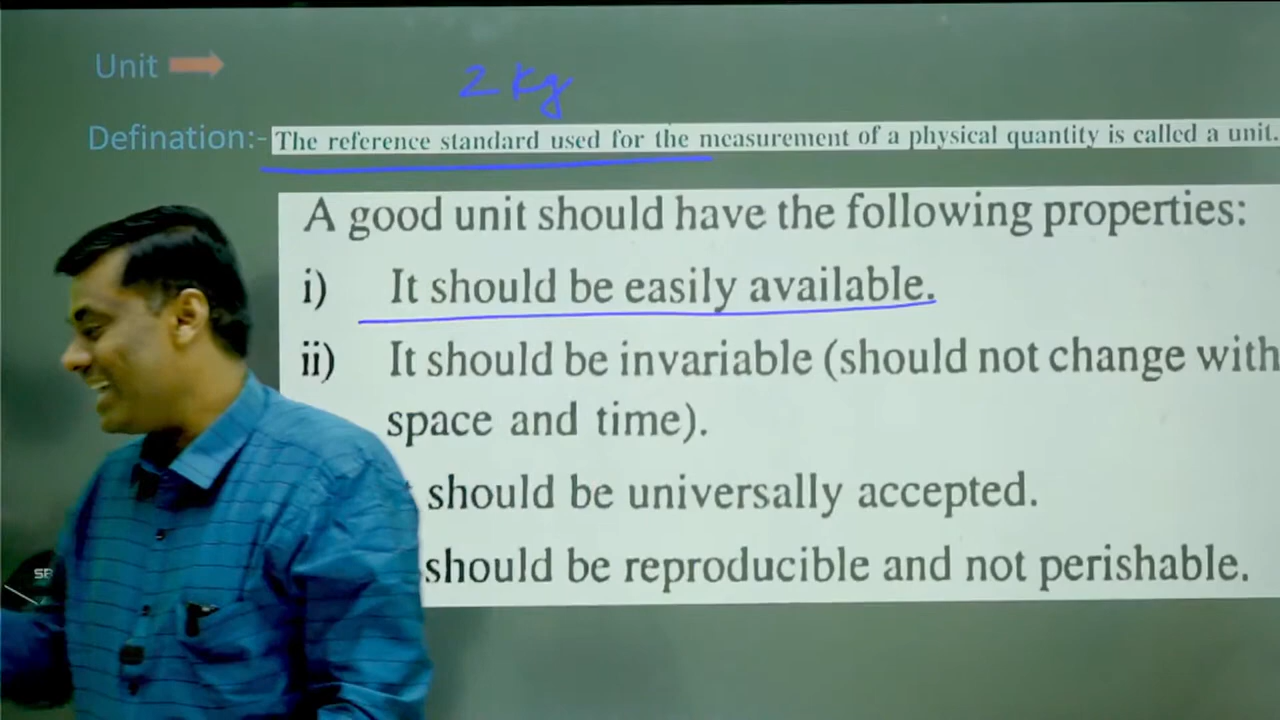 Unit
2 kg
Defination:- The reference standard used for the measurement of a physical quantity is called a unit.
A good unit should have the following properties:
i) It should be easily available.
ii) It should be invariable (should not change with
space and time).
should be universally accepted.
should be reproducible and not perishable.